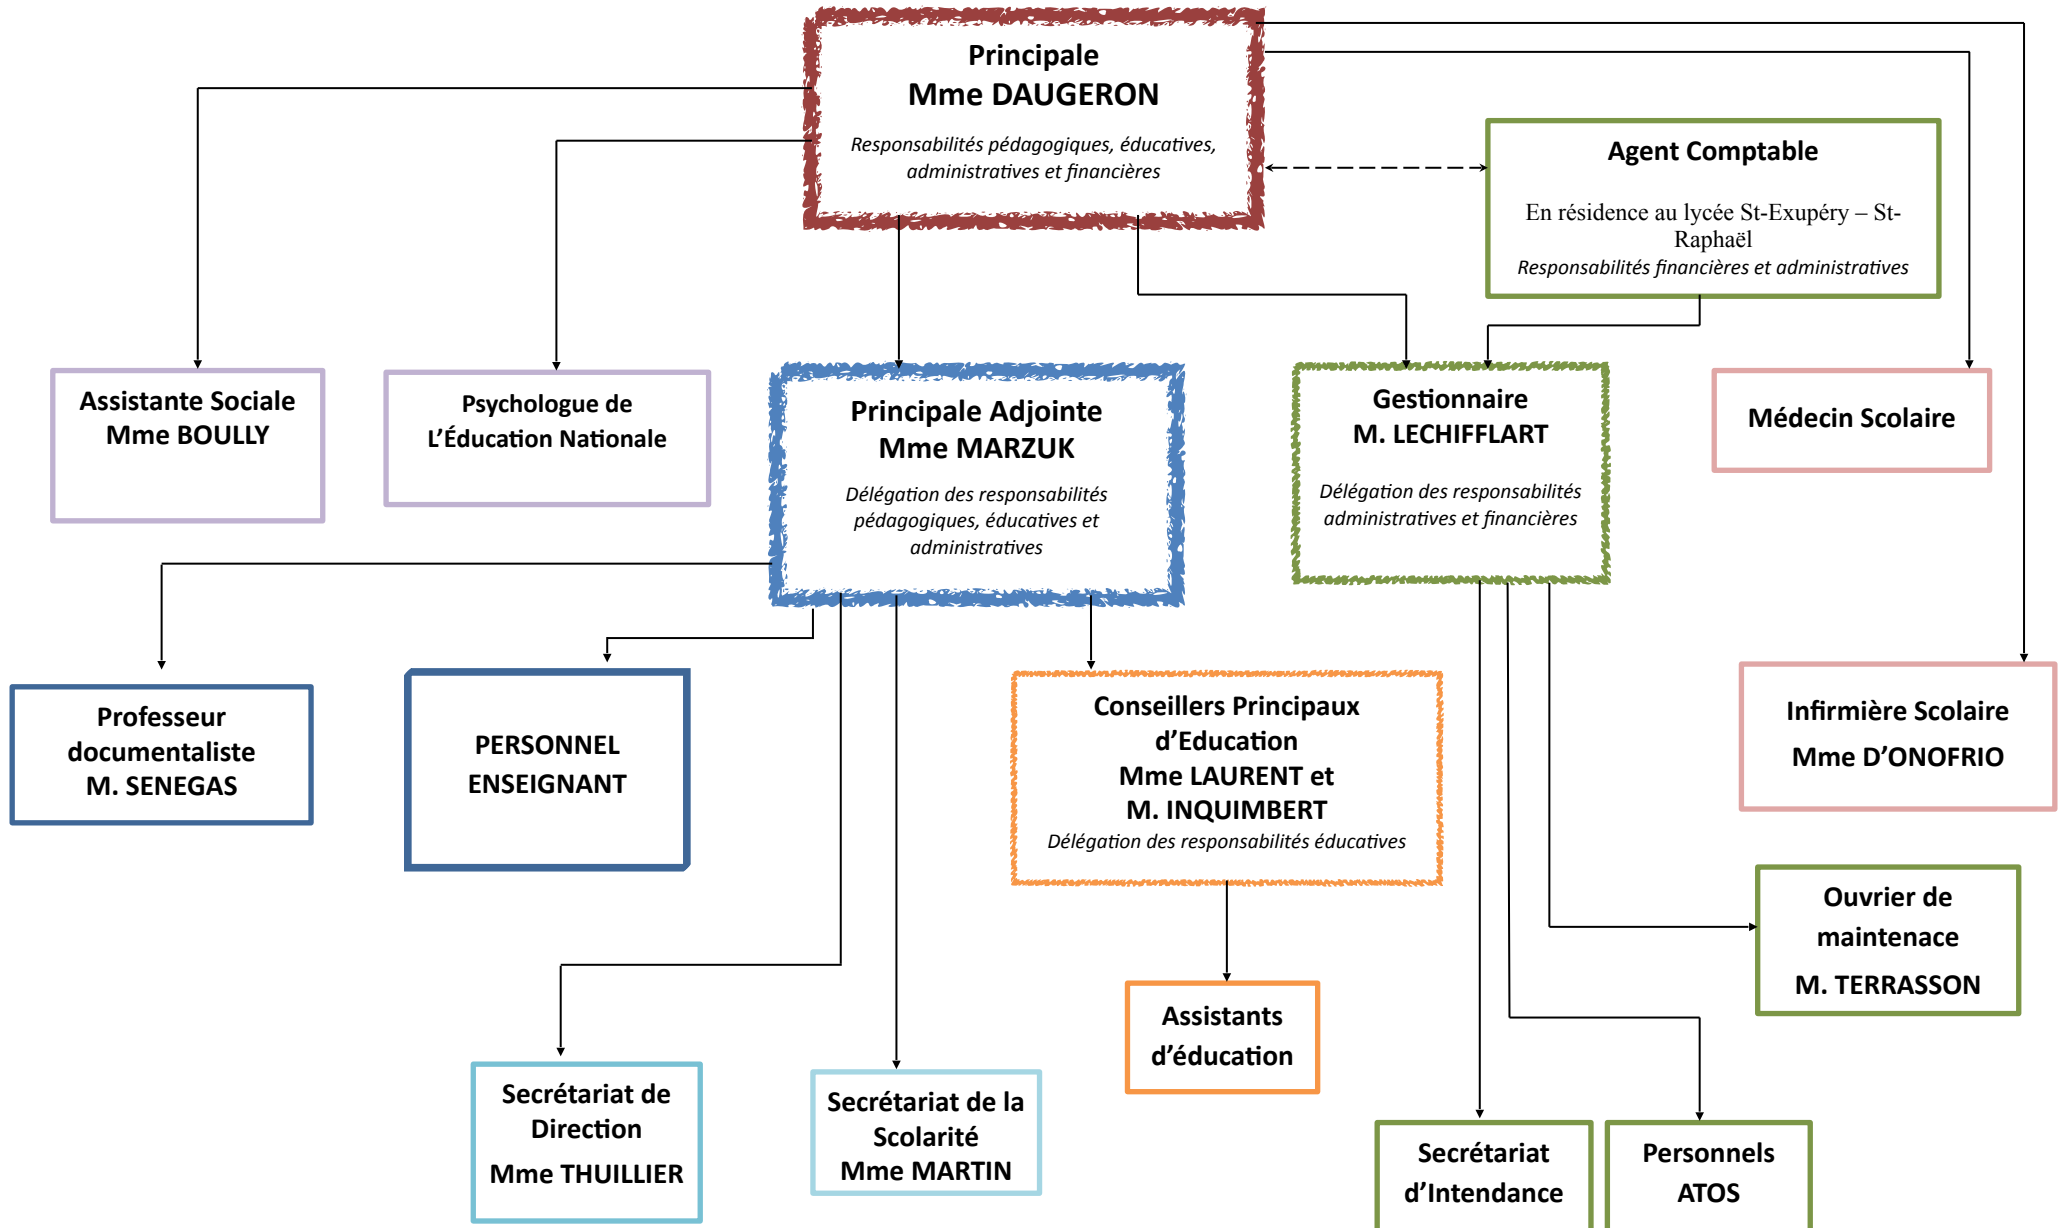 Principale
Mme DAUGERON
Responsabilités pédagogiques, éducatives,
administratives et financières
Agent Comptable
En résidence au lycée St-Exupéry – St-
Raphaël
Responsabilités financières et administratives
Assistante Sociale
Mme BOULLY
Psychologue de
L’Éducation Nationale
Principale Adjointe
Mme MARZUK
Délégation des responsabilités
pédagogiques, éducatives et
administratives
Gestionnaire
M. LECHIFFLART
Délégation des responsabilités
administratives et financières
Médecin Scolaire
Professeur
documentaliste
M. SENEGAS
PERSONNEL
ENSEIGNANT
Conseillers Principaux
d’Education
Mme LAURENT et
M. INQUIMBERT
Délégation des responsabilités éducatives
Infirmière Scolaire
Mme D’ONOFRIO
Ouvrier de
maintenace
M. TERRASSON
Assistants
d’éducation
Secrétariat de
Direction
Mme THUILLIER
Secrétariat de la
Scolarité
Mme MARTIN
Secrétariat
d’Intendance
Personnels
ATOS